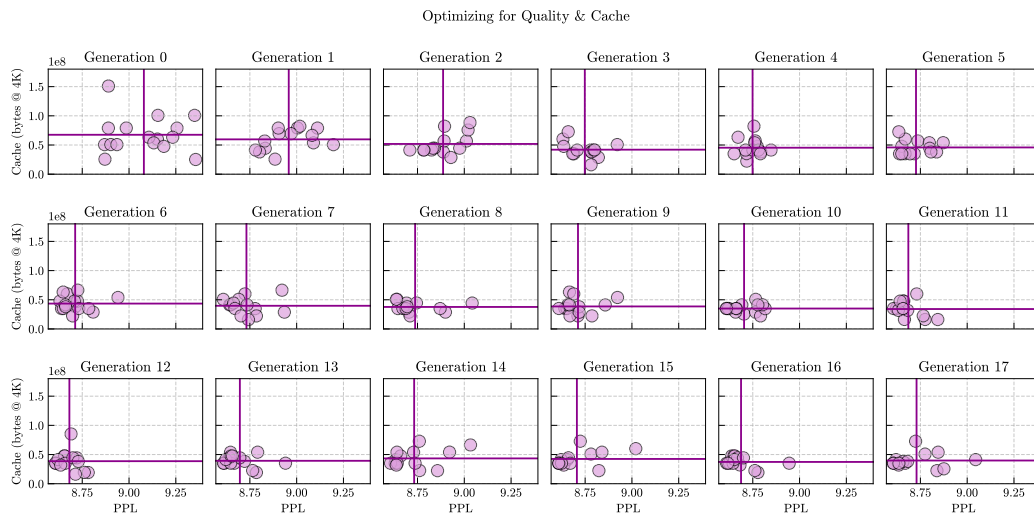 Optimizing for Quality & Cache
Generation 0 Generation 1 Generation 2 Generation 3 Generation 4 Generation 5
1e8
Cache (bytes @ 4K)
1.5
1.0
0.5
0.0
Generation 6 Generation 7 Generation 8 Generation 9 Generation 10 Generation 11
1e8
Cache (bytes @ 4K)
1.5
1.0
0.5
0.0
Generation 12 Generation 13 Generation 14 Generation 15 Generation 16 Generation 17
1e8
Cache (bytes @ 4K)
1.5
1.0
0.5
0.0
8.75 9.00 9.25 8.75 9.00 9.25 8.75 9.00 9.25 8.75 9.00 9.25 8.75 9.00 9.25 8.75 9.00 9.25
PPL PPL PPL PPL PPL PPL